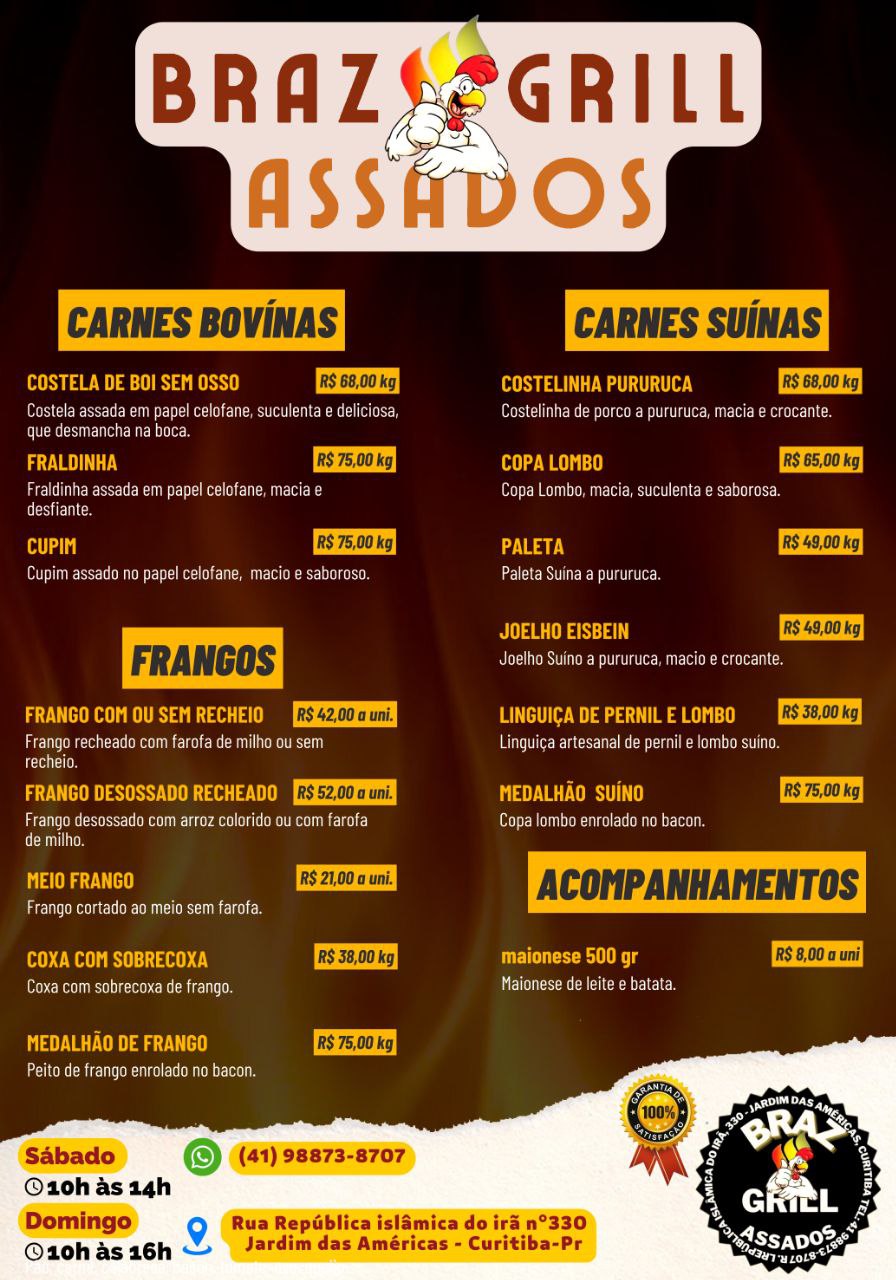 BRAZ GRILL
ASSADOS
CARNES BOVÍNAS
COSTELA DE BOI SEM OSSO R$ 68,00 kg
Costela assada em papel celofane, suculenta e deliciosa,
que desmancha na boca.
FRALDINHA R$ 75,00 kg
Fraldinha assada em papel celofane, macia e
desfiante.
CUPIM R$ 75,00 kg
Cupim assado no papel celofane, macio e saboroso.
FRANGOS
FRANGO COM OU SEM RECHEIO R$ 42,00 a uni.
Frango recheado com farofa de milho ou sem
recheio.
FRANGO DESOSSADO RECHEADO R$ 52,00 a uni.
Frango desossado com arroz colorido ou com farofa
de milho.
MEIO FRANGO R$ 21,00 a uni.
Frango cortado ao meio sem farofa.
COXA COM SOBRECOXA R$ 38,00 kg
Coxa com sobrecoxa de frango.
MEDALHÃO DE FRANGO R$ 75,00 kg
Peito de frango enrolado no bacon.
CARNES SUÍNAS
COSTELINHA PURURUCA R$ 68,00 kg
Costelinha de porco a pururuca, macia e crocante.
COPA LOMBO R$ 65,00 kg
Copa Lombo, macia, suculenta e saborosa.
PALETA R$ 49,00 kg
Paleta Suína a pururuca.
JOELHO EISBEIN R$ 49,00 kg
Joelho Suíno a pururuca, macio e crocante.
LINGUIÇA DE PERNIL E LOMBO R$ 38,00 kg
Linguiça artesanal de pernil e lombo suíno.
MEDALHÃO SUÍNO R$ 75,00 kg
Copa lombo enrolado no bacon.
ACOMPANHAMENTOS
maionese 500 gr R$ 8,00 a uni
Maionese de leite e batata.
Sábado
10h às 14h
Domingo
10h às 16h
(41) 98873-8707
Rua República islâmica do irã nº330
Jardim das Américas - Curitiba-Pr
GARANTIA DE
100%
SATISFAÇÃO
R. REPÚBLICA ISLÂMICA DO IRÃ, 330 - JARDIM DAS AMÉRICAS, CURITIBA TEL: 41 98873-8707
BRAZ
GRILL
ASSADOS